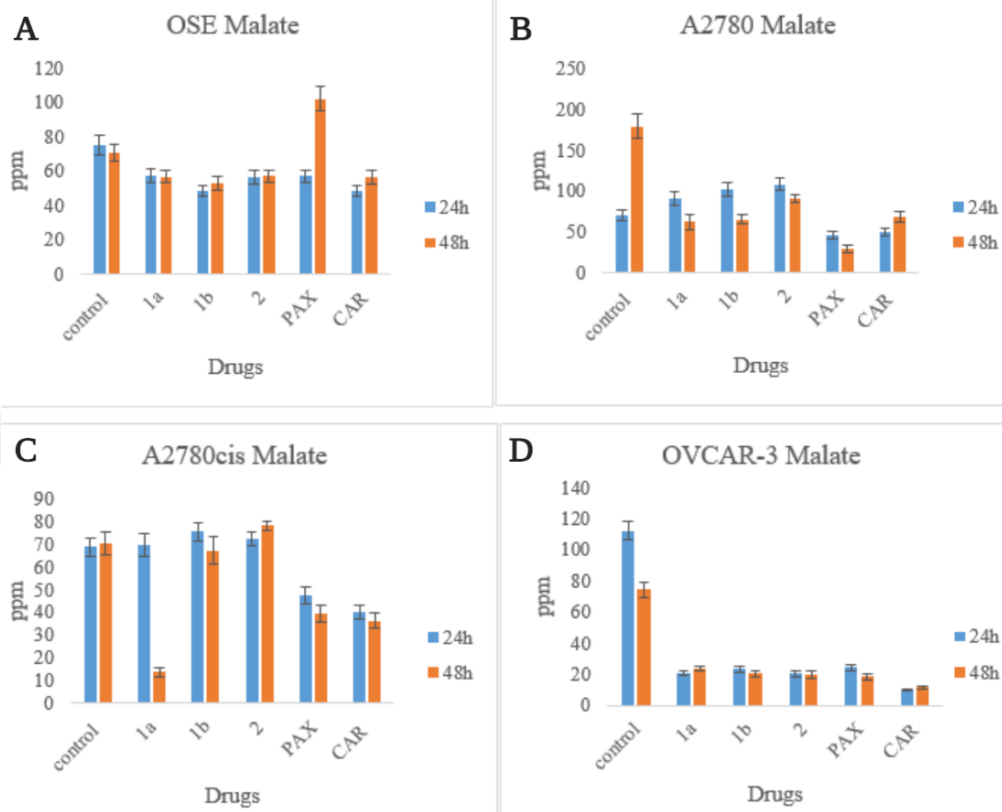 A
OSE Malate
120
100
80
60
40
20
0
ppm
control
1a
1b
2
PAX
CAR
Drugs
24h
48h
B
A2780 Malate
250
200
150
100
50
0
ppm
control
1a
1b
2
PAX
CAR
Drugs
24h
48h
C
A2780cis Malate
90
80
70
60
50
40
30
20
10
0
ppm
control
1a
1b
2
PAX
CAR
Drugs
24h
48h
D
OVCAR-3 Malate
140
120
100
80
60
40
20
0
ppm
control
1a
1b
2
PAX
CAR
Drugs
24h
48h